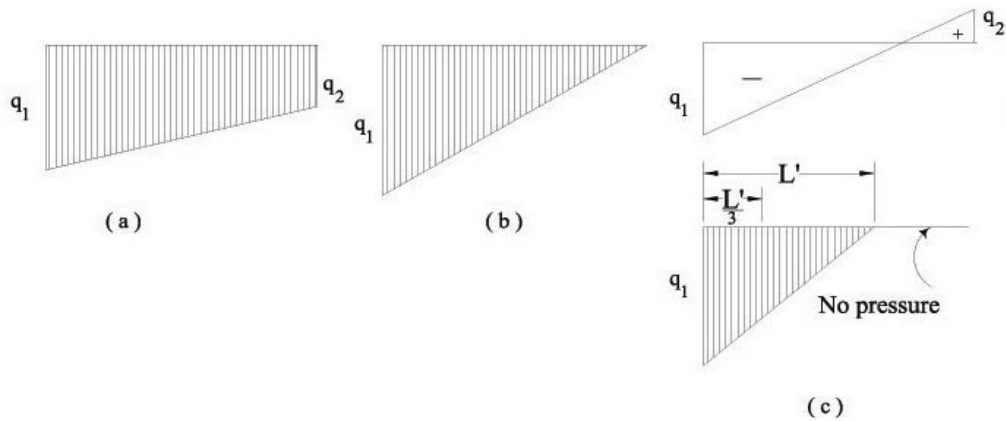 q1
q2
( a )
q1
( b )
q2
+
−
q1
L'
L'
3
q1
No pressure
( c )